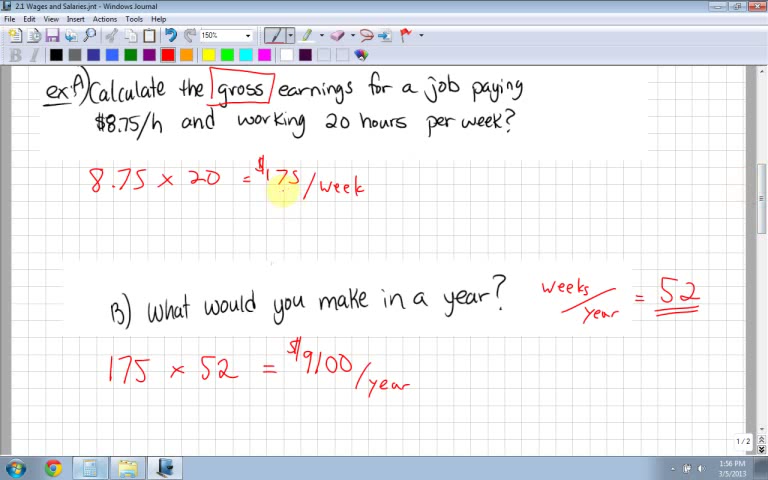 2.1 Wages and Salaries.jnt - Windows Journal
File Edit View Insert Actions Tools Help
150%
B I
ex: A) Calculate the gross earnings for a job paying
$8.75/h and working 20 hours per week?
8.75 × 20 = $175/week
B) What would you make in a year?
weeks/year = 52
175 × 52 = $9100/year
1 / 2
1:56 PM
3/5/2013